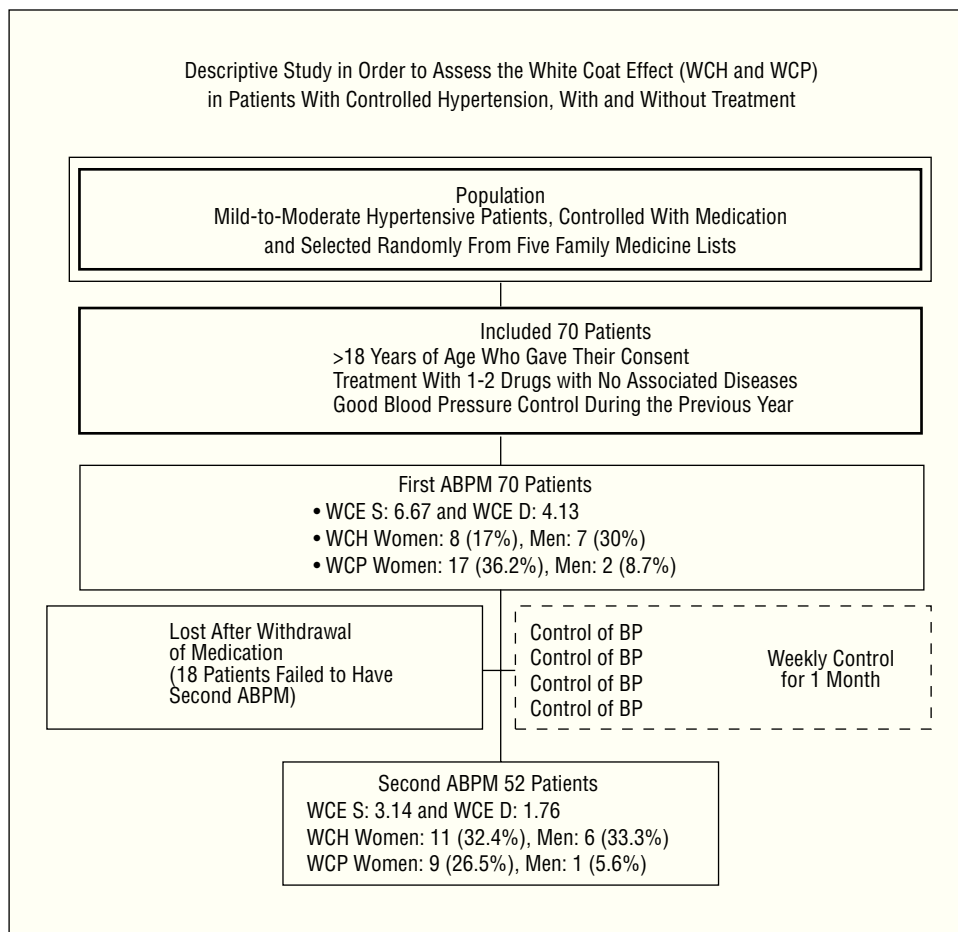 Descriptive Study in Order to Assess the White Coat Effect (WCH and WCP)
in Patients With Controlled Hypertension, With and Without Treatment
Population
Mild-to-Moderate Hypertensive Patients, Controlled With Medication
and Selected Randomly From Five Family Medicine Lists
Included 70 Patients
>18 Years of Age Who Gave Their Consent
Treatment With 1-2 Drugs with No Associated Diseases
Good Blood Pressure Control During the Previous Year
First ABPM 70 Patients
• WCE S: 6.67 and WCE D: 4.13
• WCH Women: 8 (17%), Men: 7 (30%)
• WCP Women: 17 (36.2%), Men: 2 (8.7%)
Lost After Withdrawal
of Medication
(18 Patients Failed to Have
Second ABPM)
Control of BP
Control of BP
Control of BP
Control of BP
Weekly Control
for 1 Month
Second ABPM 52 Patients
WCE S: 3.14 and WCE D: 1.76
WCH Women: 11 (32.4%), Men: 6 (33.3%)
WCP Women: 9 (26.5%), Men: 1 (5.6%)